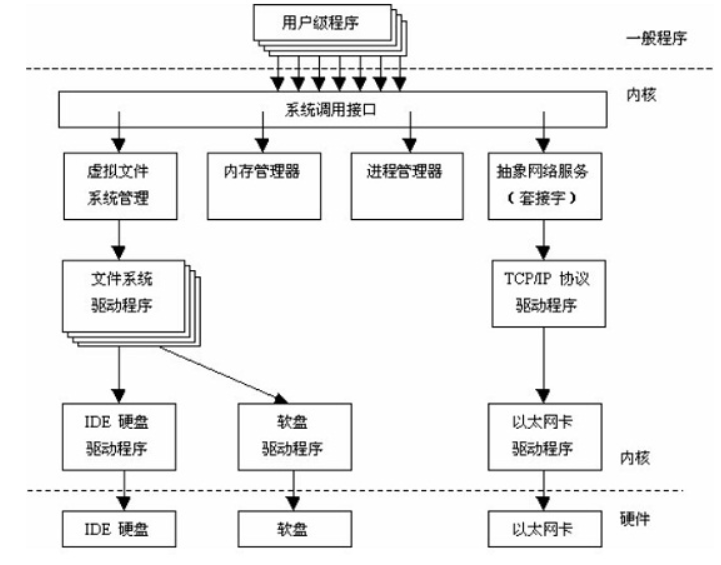 用户级程序
一般程序
内核
系统调用接口
虚拟文件
系统管理
内存管理器
进程管理器
抽象网络服务
(套接字)
文件系统
驱动程序
TCP/IP 协议
驱动程序
IDE 硬盘
驱动程序
软盘
驱动程序
以太网卡
驱动程序
内核
硬件
IDE 硬盘
软盘
以太网卡